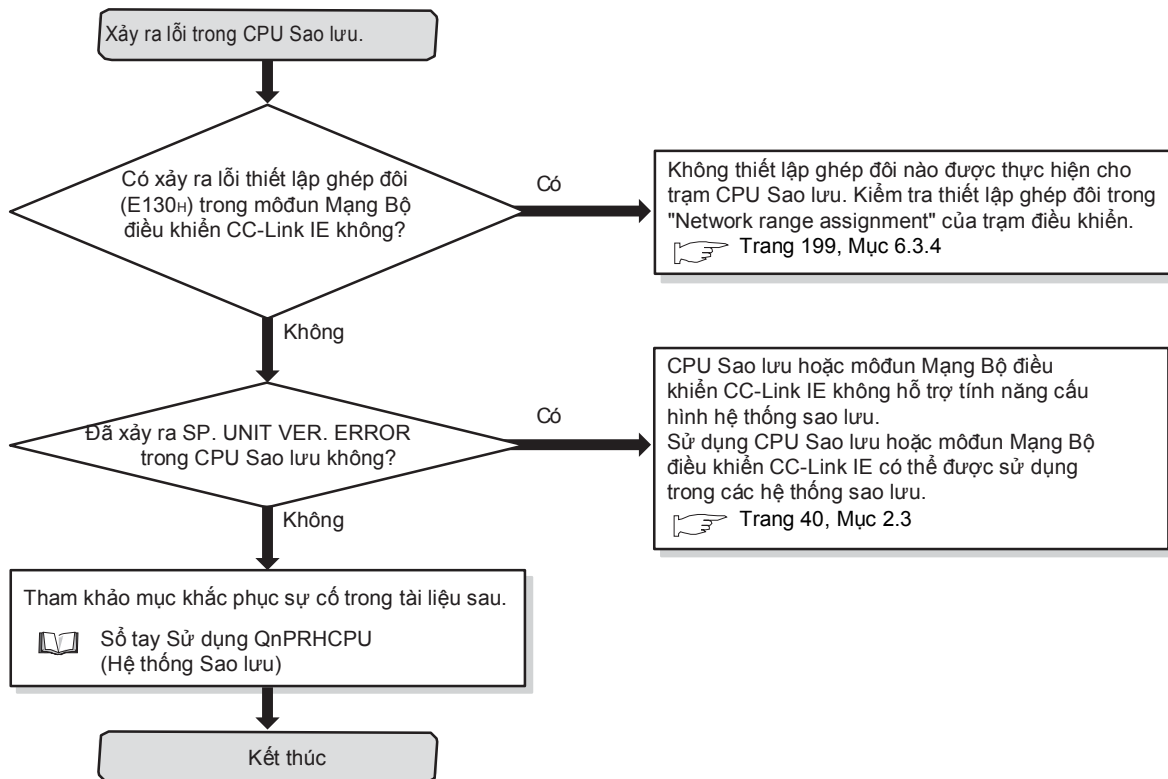 Xảy ra lỗi trong CPU Sao lưu.
Có xảy ra lỗi thiết lập ghép đôi
(E130H) trong môđun Mạng Bộ
điều khiển CC-Link IE không?
Có
Không thiết lập ghép đôi nào được thực hiện cho
trạm CPU Sao lưu. Kiểm tra thiết lập ghép đôi trong
"Network range assignment" của trạm điều khiển.
Trang 199, Mục 6.3.4
Không
Đã xảy ra SP. UNIT VER. ERROR
trong CPU Sao lưu không?
Có
CPU Sao lưu hoặc môđun Mạng Bộ điều
khiển CC-Link IE không hỗ trợ tính năng cấu
hình hệ thống sao lưu.
Sử dụng CPU Sao lưu hoặc môđun Mạng Bộ
điều khiển CC-Link IE có thể được sử dụng
trong các hệ thống sao lưu.
Trang 40, Mục 2.3
Không
Tham khảo mục khắc phục sự cố trong tài liệu sau.
Sổ tay Sử dụng QnPRHCPU
(Hệ thống Sao lưu)
Kết thúc